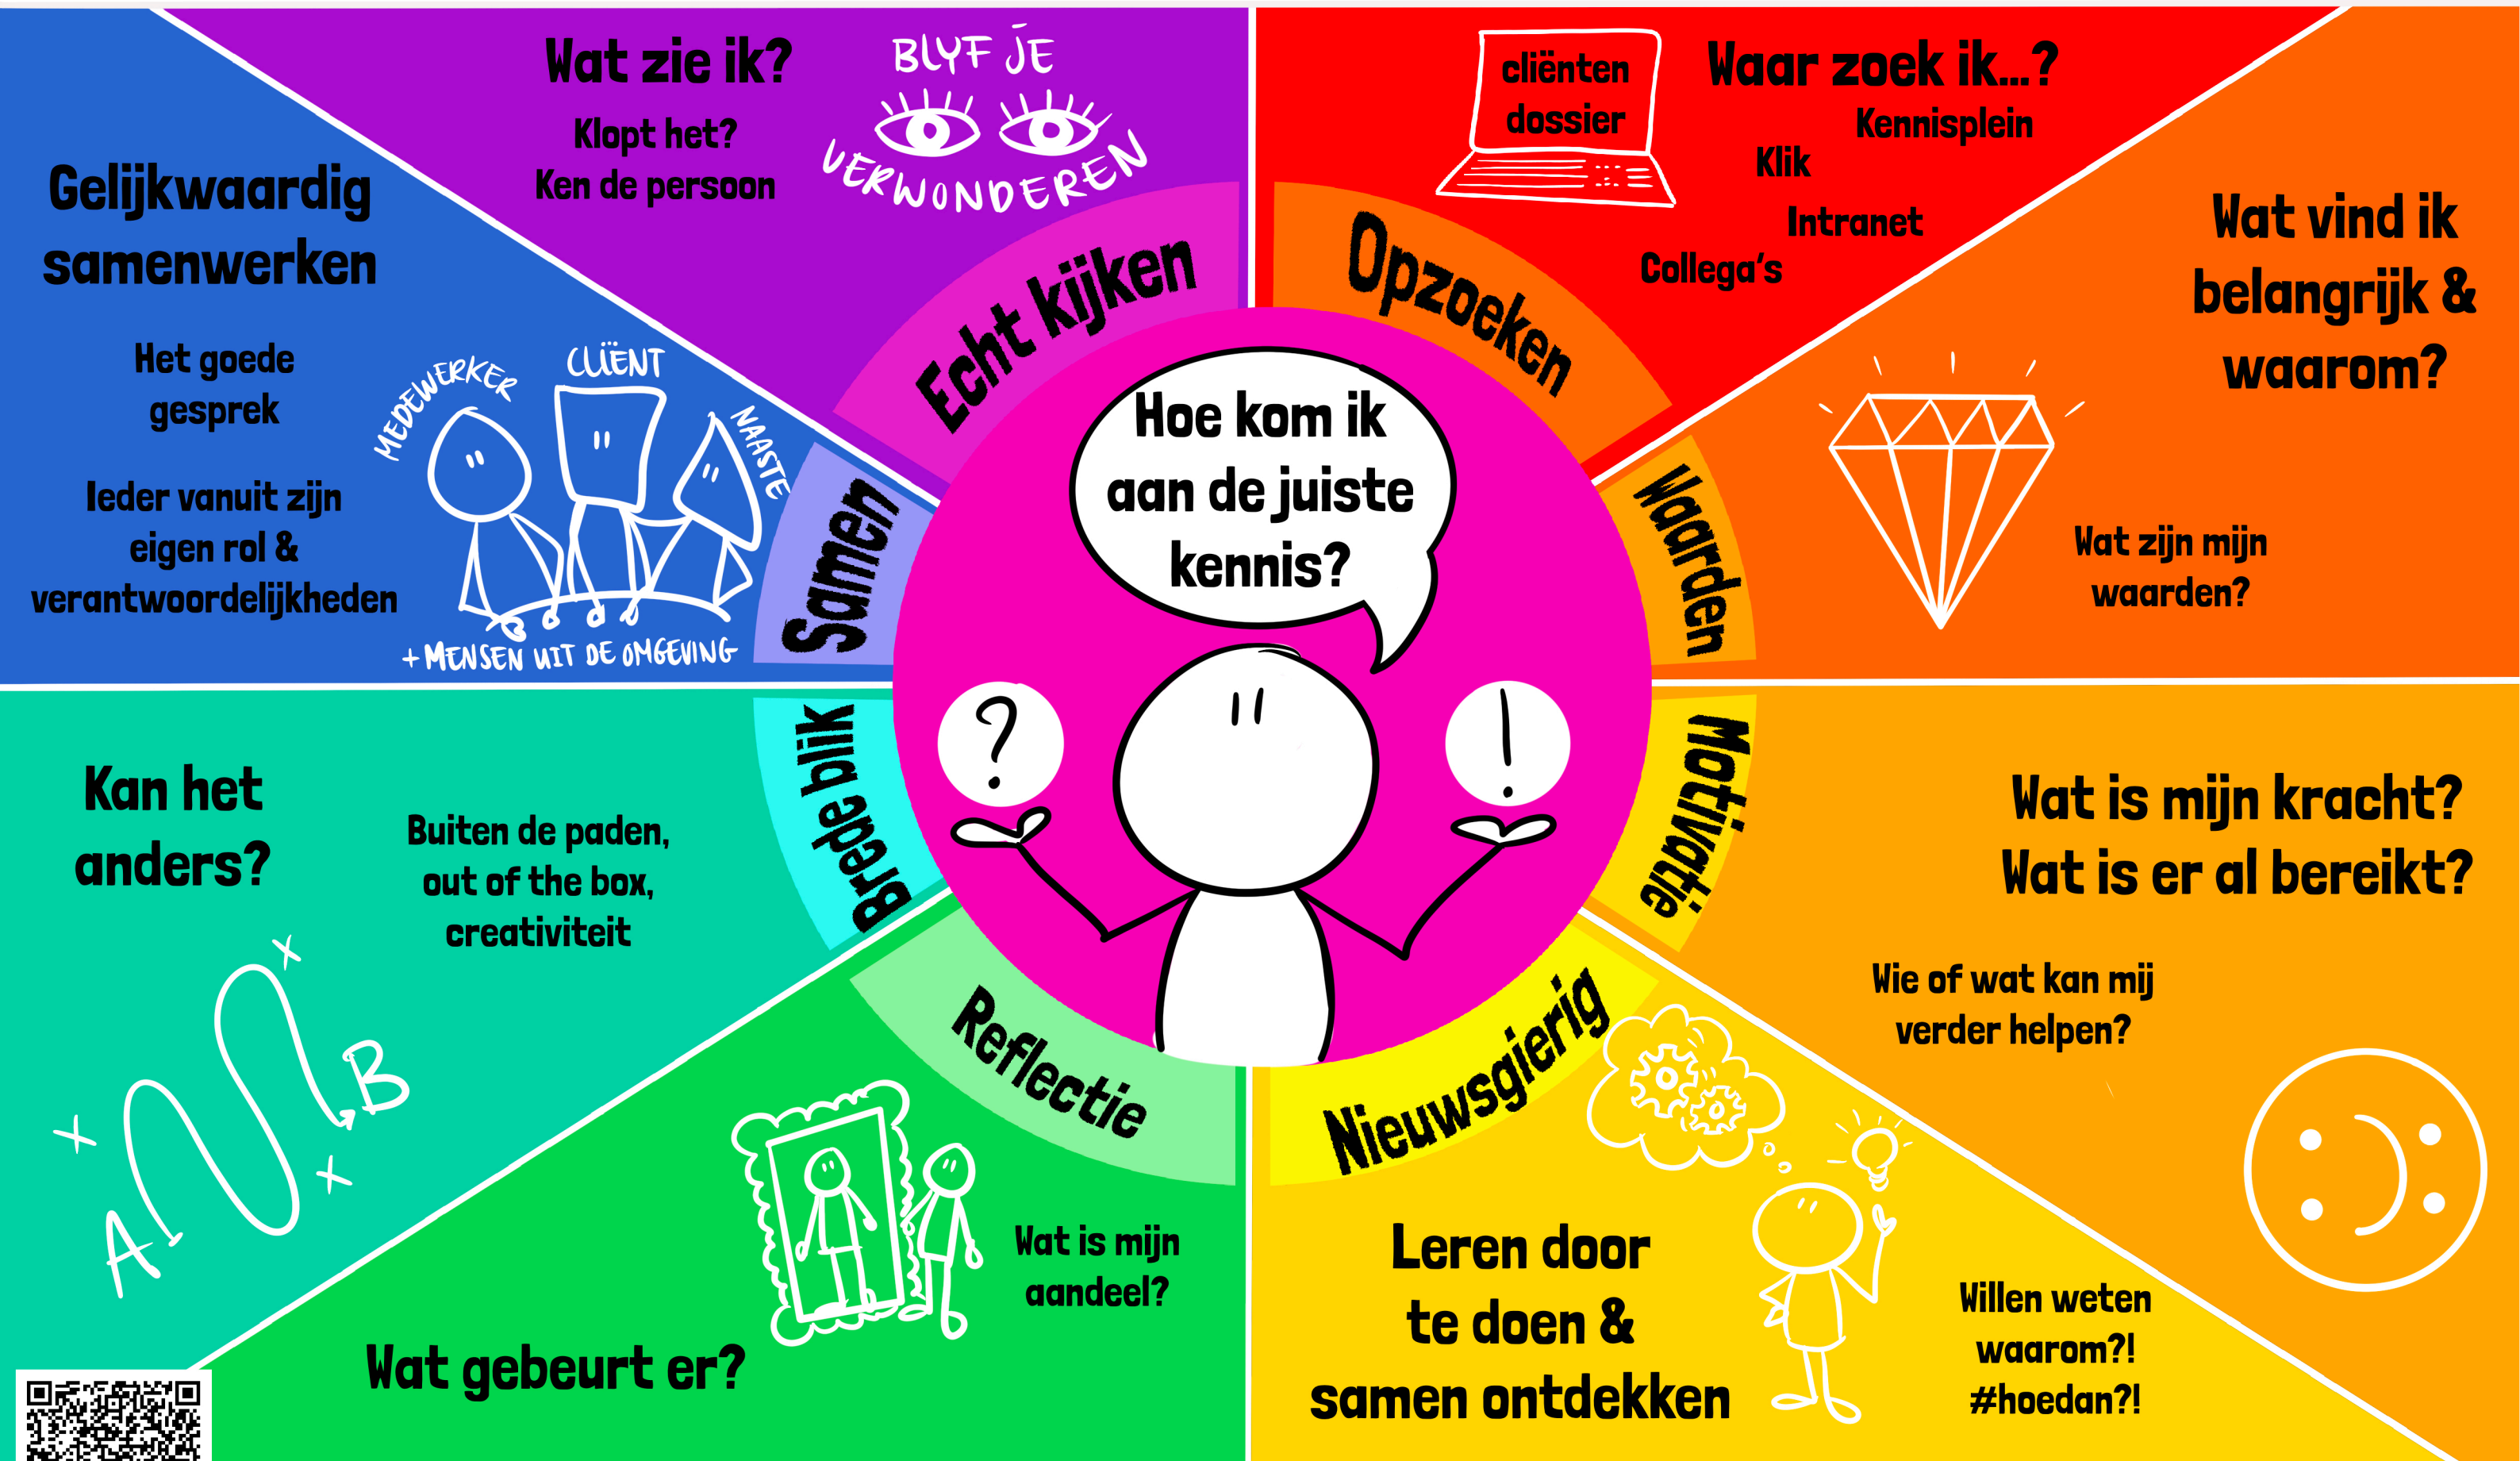 Hoe kom ik
aan de juiste
kennis?
?
!
Echt kijken
Wat zie ik?
Klopt het?
Ken de persoon
BLYF JE
VERWONDEREN
Opzoeken
cliënten
dossier
Waar zoek ik...?
Kennisplein
Klik
Intranet
Collega's
Waarden
Wat vind ik
belangrijk &
waarom?
Wat zijn mijn
waarden?
Motivatie
Wat is mijn kracht?
Wat is er al bereikt?
Wie of wat kan mij
verder helpen?
Nieuwsgierig
Leren door
te doen &
samen ontdekken
Willen weten
waarom?!
#hoedan?!
Reflectie
Wat is mijn
aandeel?
Wat gebeurt er?
Brede blik
Kan het
anders?
Buiten de paden,
out of the box,
creativiteit
A
B
Samen
Gelijkwaardig
samenwerken
Het goede
gesprek
Ieder vanuit zijn
eigen rol &
verantwoordelijkheden
MEDEWERKER
CLIËNT
NAASTE
+ MENSEN UIT DE OMGEVING